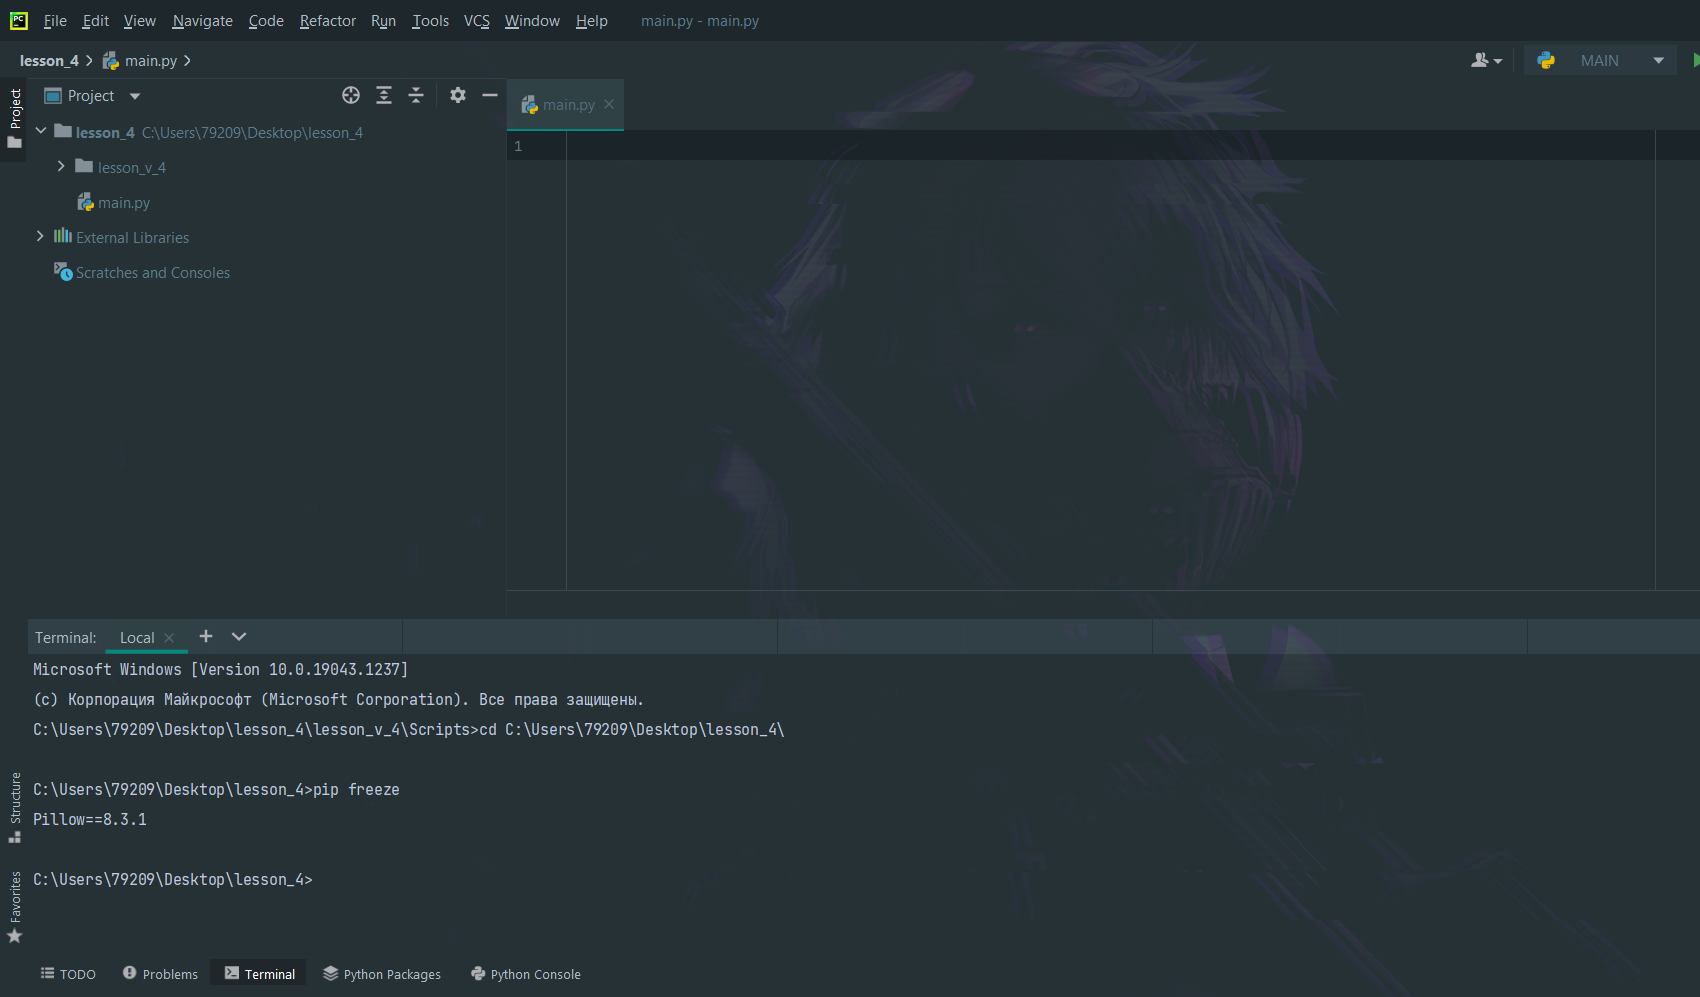 PC File Edit View Navigate Code Refactor Run Tools VCS Window Help main.py - main.py
lesson_4 main.py MAIN
Project
Project
main.py
lesson_4 C:\Users\79209\Desktop\lesson_4
1
lesson_v_4
main.py
External Libraries
Scratches and Consoles
Terminal: Local
Microsoft Windows [Version 10.0.19043.1237]
(c) Корпорация Майкрософт (Microsoft Corporation). Все права защищены.
C:\Users\79209\Desktop\lesson_4\lesson_v_4\Scripts>cd C:\Users\79209\Desktop\lesson_4\
C:\Users\79209\Desktop\lesson_4>pip freeze
Pillow==8.3.1
C:\Users\79209\Desktop\lesson_4>
Structure
Favorites
TODO Problems Terminal Python Packages Python Console